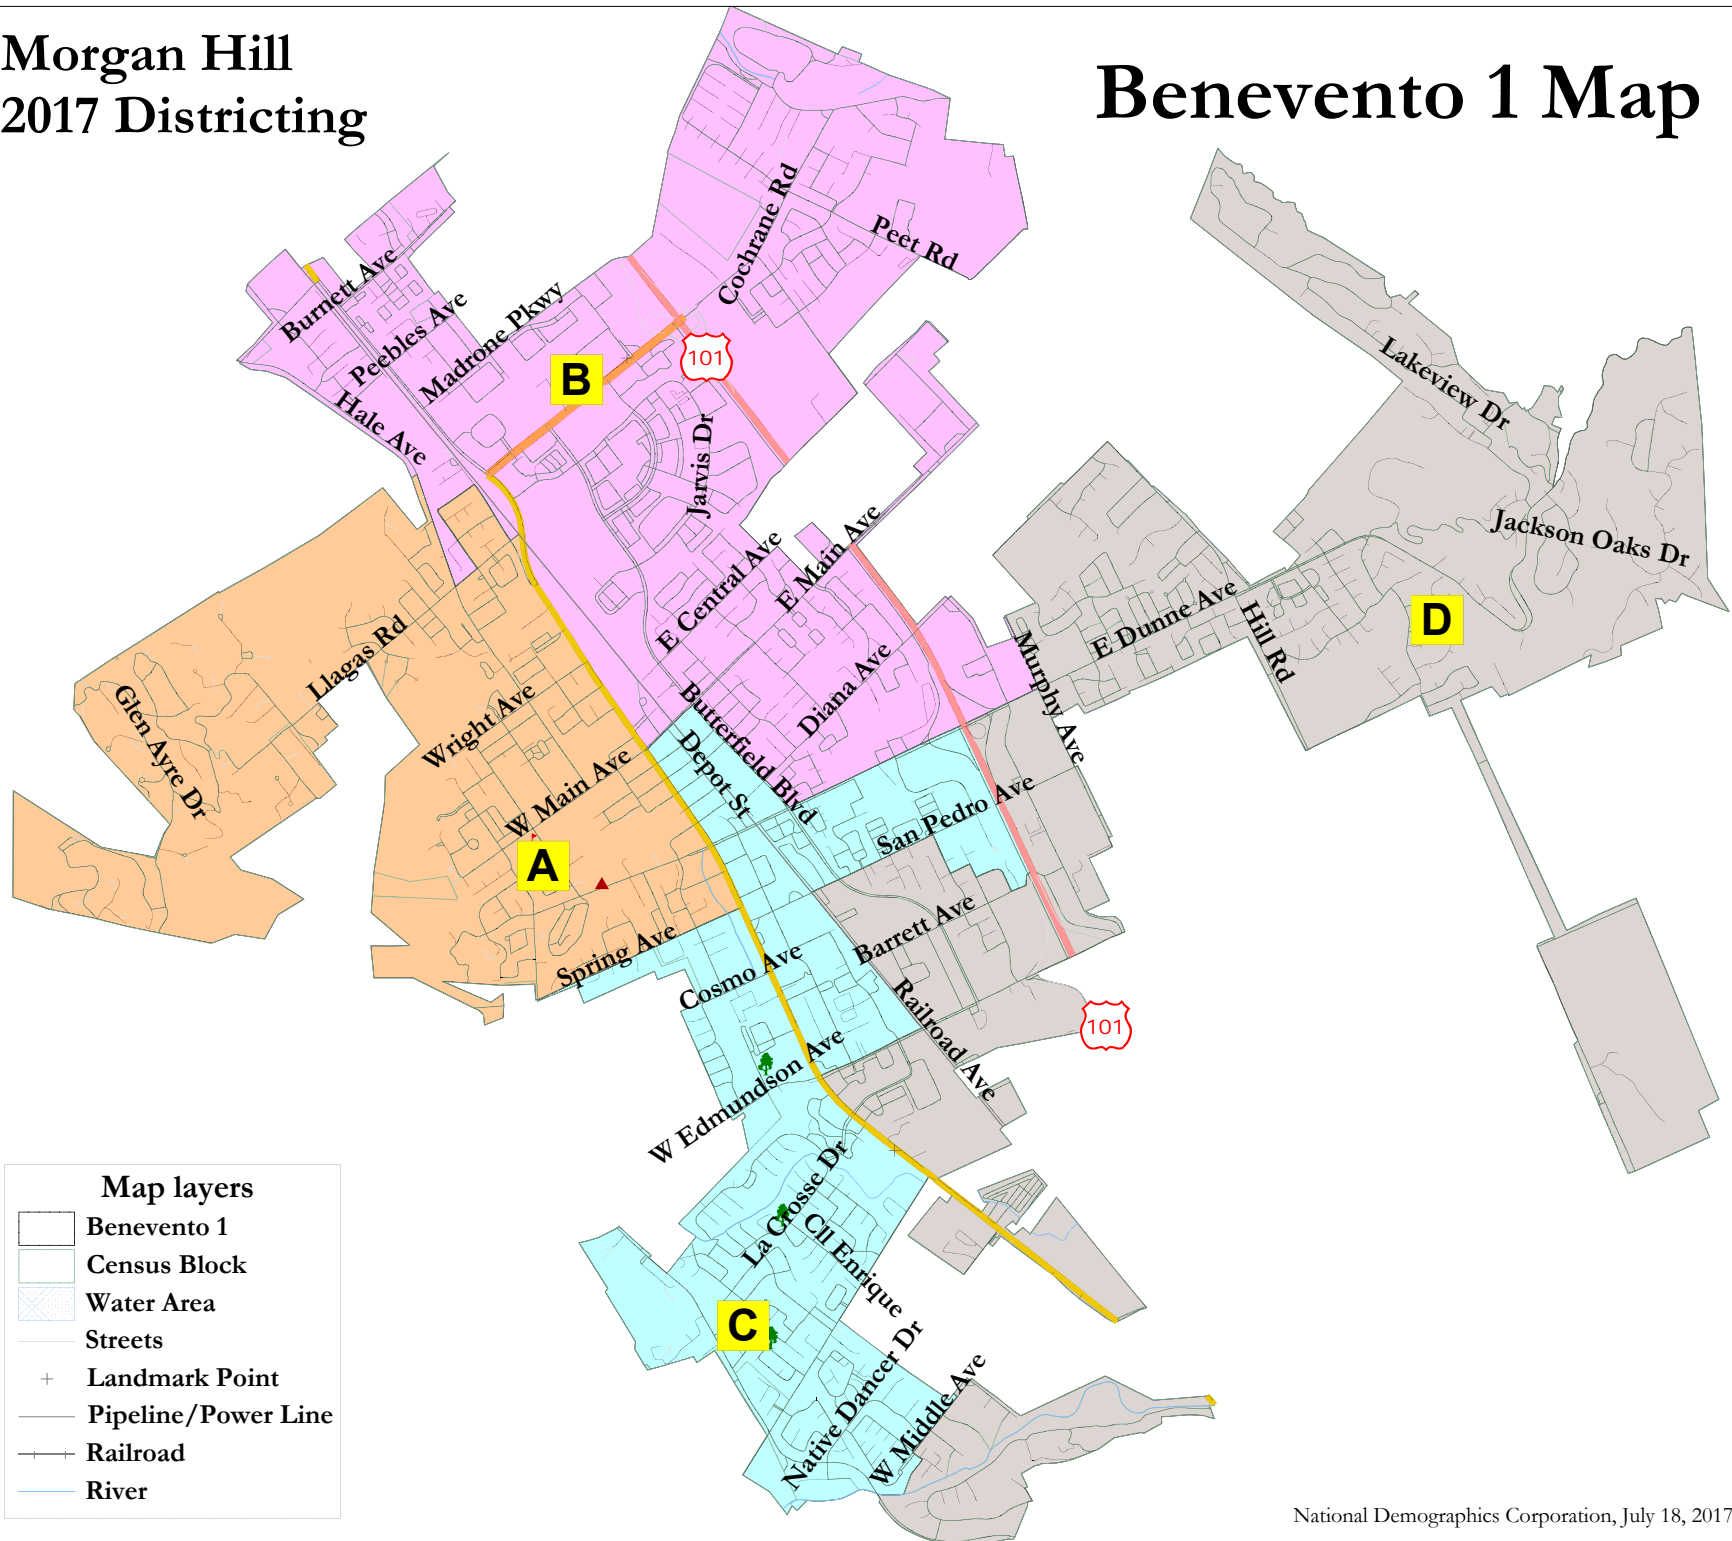 Morgan Hill
2017 Districting
Benevento 1 Map
Cochrane Rd
Peet Rd
Burnett Ave
Peebles Ave
Madrone Pkwy
Hale Ave
B
101
Jarvis Dr
Lakeview Dr
Jackson Oaks Dr
E Central Ave
E Main Ave
E Dunne Ave
Hill Rd
D
Murphy Ave
Llagas Rd
Glen Ayre Dr
Wright Ave
W Main Ave
Diana Ave
Butterfield Blvd
Depot St
San Pedro Ave
A
Spring Ave
Cosmo Ave
Barrett Ave
Railroad Ave
101
W Edmundson Ave
La Crosse Dr
Cll Enrique
C
Native Dancer Dr
W Middle Ave
Map layers
Benevento 1
Census Block
Water Area
Streets
Landmark Point
Pipeline/Power Line
Railroad
River
National Demographics Corporation, July 18, 2017